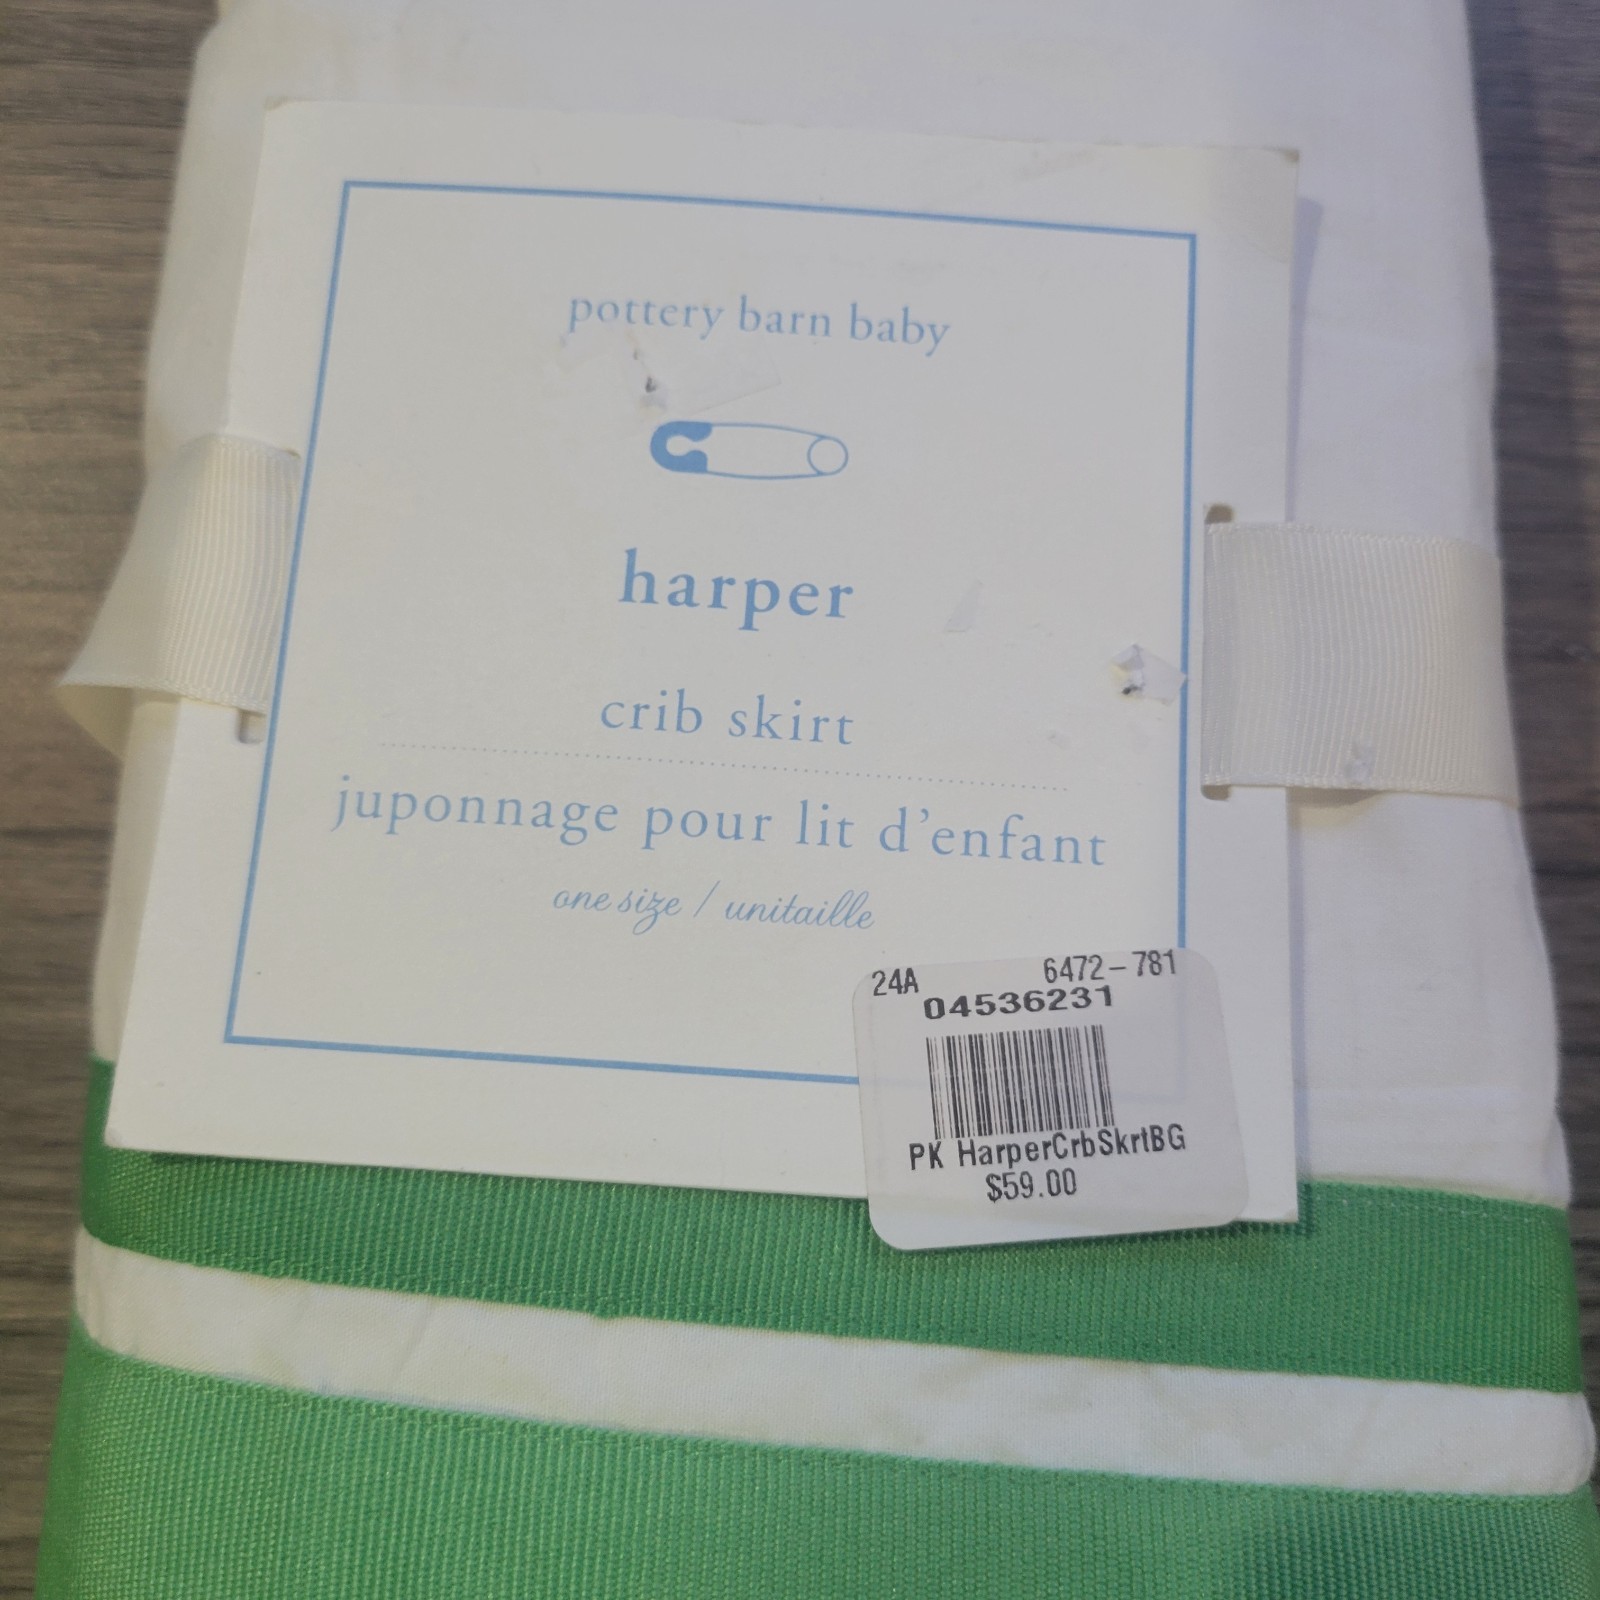 pottery barn baby
harper
crib skirt
juponnage pour lit d'enfant
one size / unitaille
24A 6472-781
04536231
PK HarperCrbSkrtBG
$59.00